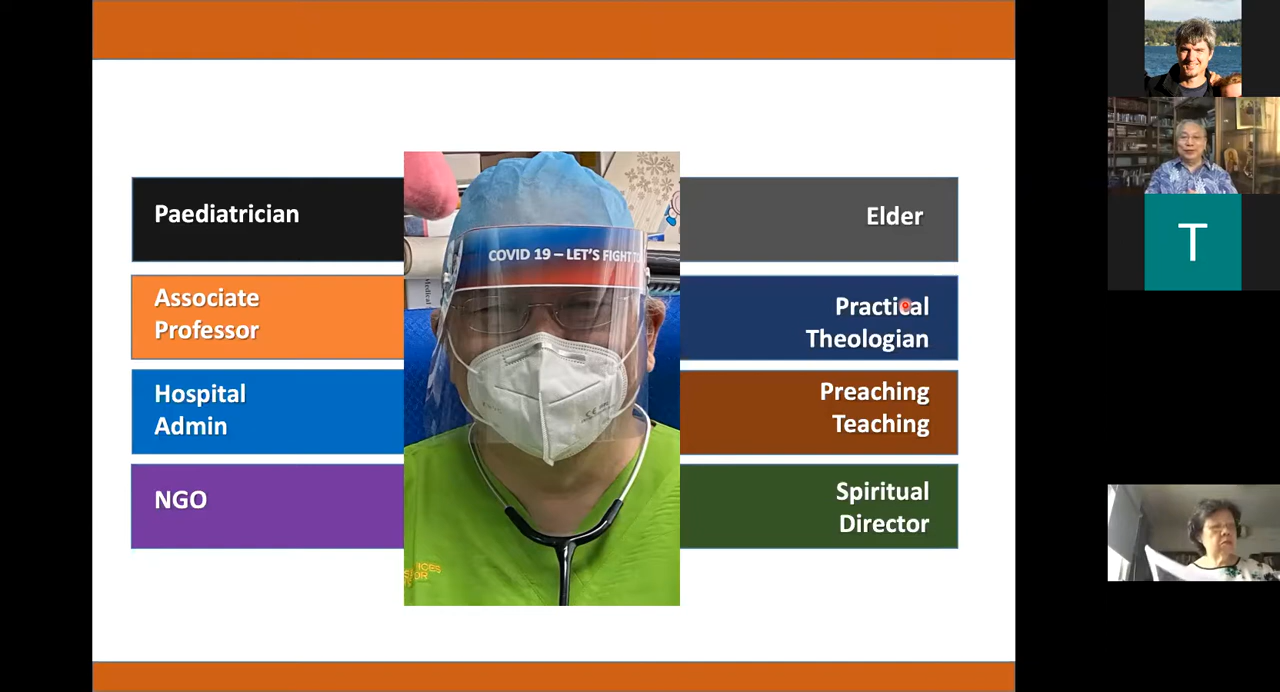 Paediatrician
Associate
Professor
Hospital
Admin
NGO
COVID 19 – LET'S FIGHT
Elder
Practical
Theologian
Preaching
Teaching
Spiritual
Director
T